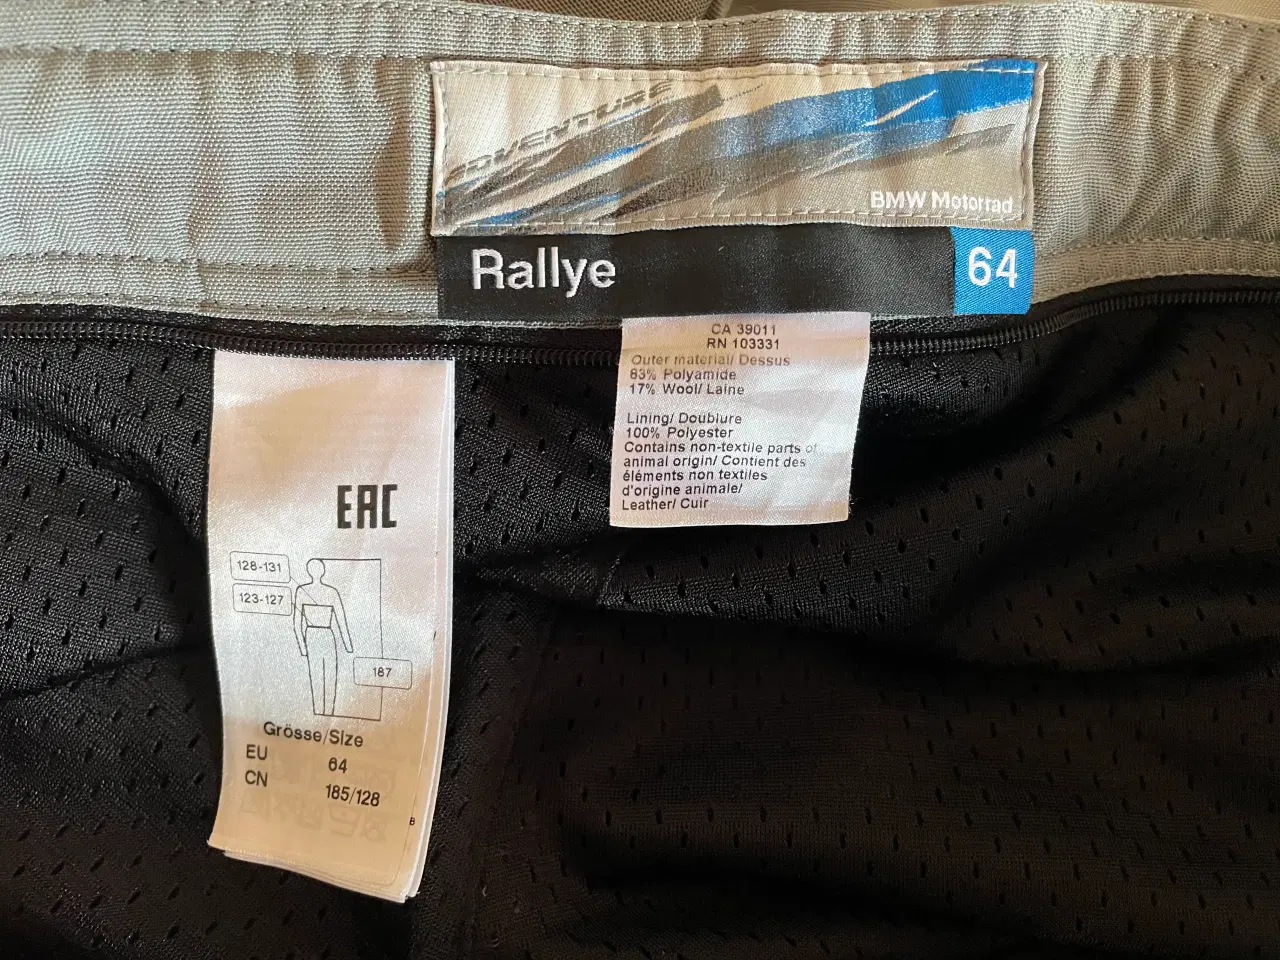 ADVENTURE
BMW Motorrad
Rallye
64
CA 39011
RN 103331
Outer material/ Dessus
83% Polyamide
17% Wool/ Laine
Lining/ Doublure
100% Polyester
Contains non-textile parts of
animal origin/ Contient des
éléments non textiles
d'origine animale/
Leather/ Cuir
EAC
128-131
123-127
187
Grösse/Size
EU 64
CN 185/128
B